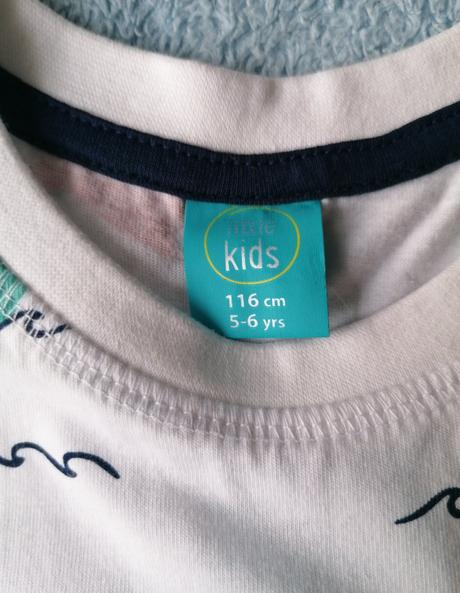 little
kids
116 cm
5-6 yrs